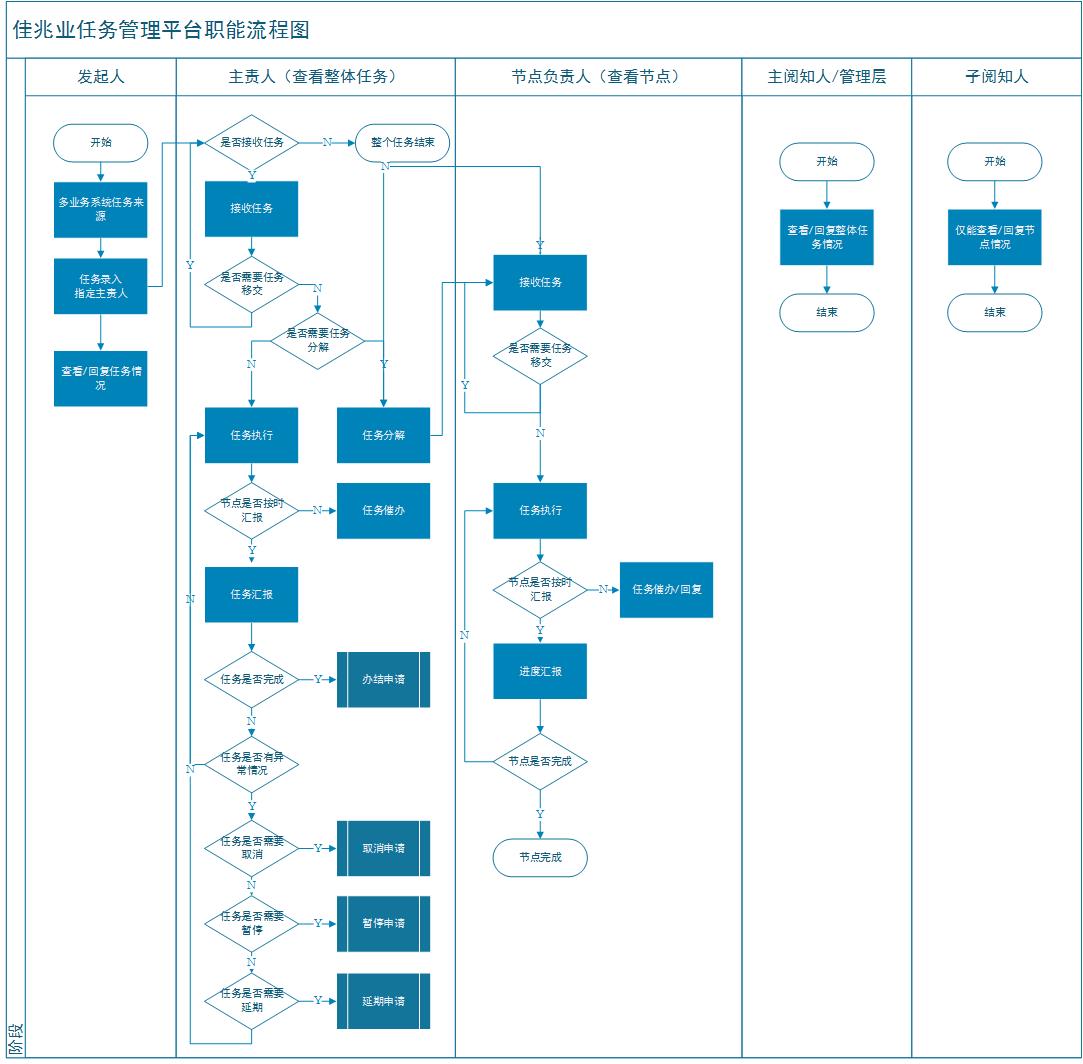 佳兆业任务管理平台职能流程图
发起人
主责人（查看整体任务）
节点负责人（查看节点）
主阅知人/管理层
子阅知人
阶段
开始
多业务系统任务来
源
任务录入
指定主责人
查看/回复任务情
况
是否接收任务
N
整个任务结束
Y
N
接收任务
Y
是否需要任务
移交
N
是否需要任务
分解
N
Y
任务执行
任务分解
节点是否按时
汇报
N
任务催办
Y
任务汇报
N
任务是否完成
Y
办结申请
N
任务是否有异
常情况
N
Y
任务是否需要
取消
Y
取消申请
N
任务是否需要
暂停
Y
暂停申请
N
任务是否需要
延期
Y
延期申请
Y
接收任务
是否需要任务
移交
Y
N
任务执行
节点是否按时
汇报
N
任务催办/回复
Y
N
进度汇报
节点是否完成
Y
节点完成
开始
查看/回复整体任
务情况
结束
开始
仅能查看/回复节
点情况
结束